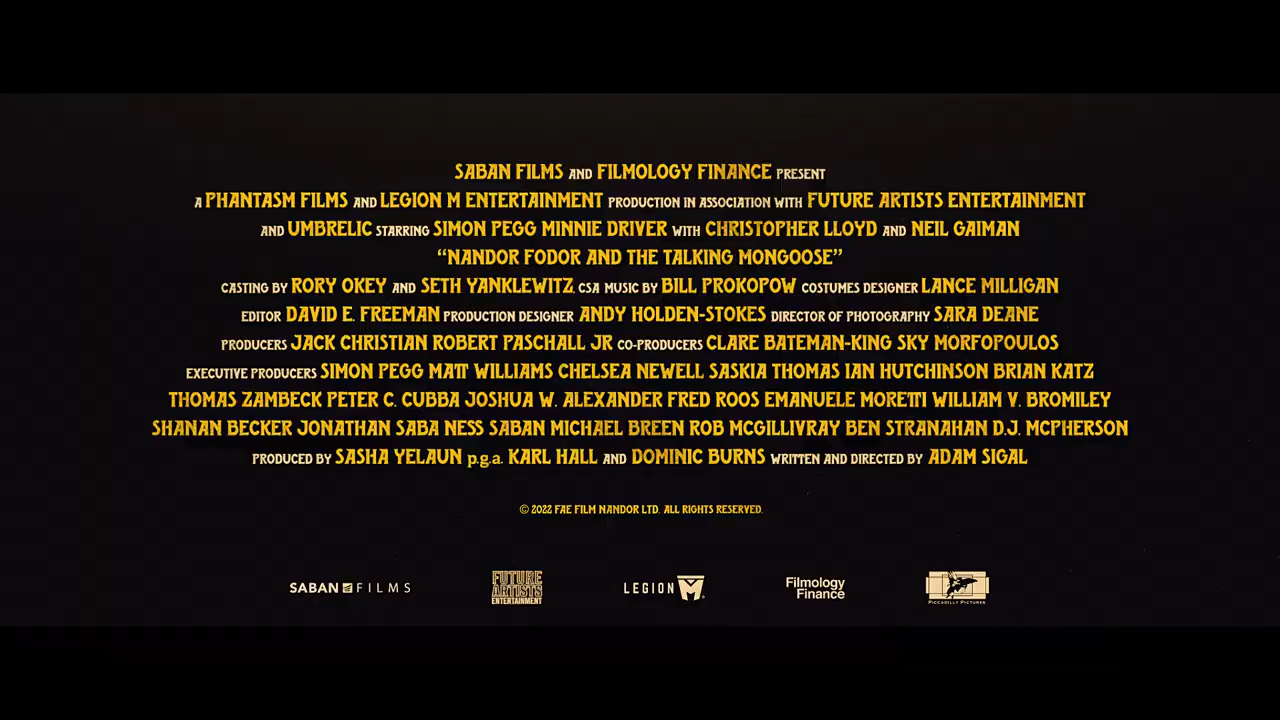 SABAN FILMS AND FILMOLOGY FINANCE PRESENT
A PHANTASM FILMS AND LEGION M ENTERTAINMENT PRODUCTION IN ASSOCIATION WITH FUTURE ARTISTS ENTERTAINMENT
AND UMBRELIC STARRING SIMON PEGG MINNIE DRIVER WITH CHRISTOPHER LLOYD AND NEIL GAIMAN
“NANDOR FODOR AND THE TALKING MONGOOSE”
CASTING BY RORY OKEY AND SETH YANKLEWITZ, CSA MUSIC BY BILL PROKOPOW COSTUMES DESIGNER LANCE MILLIGAN
EDITOR DAVID E. FREEMAN PRODUCTION DESIGNER ANDY HOLDEN-STOKES DIRECTOR OF PHOTOGRAPHY SARA DEANE
PRODUCERS JACK CHRISTIAN ROBERT PASCHALL JR CO-PRODUCERS CLARE BATEMAN-KING SKY MORFOPOULOS
EXECUTIVE PRODUCERS SIMON PEGG MATT WILLIAMS CHELSEA NEWELL SASKIA THOMAS IAN HUTCHINSON BRIAN KATZ
THOMAS ZAMBECK PETER C. CUBBA JOSHUA W. ALEXANDER FRED ROOS EMANUELE MORETTI WILLIAM V. BROMILEY
SHANAN BECKER JONATHAN SABA NESS SABAN MICHAEL BREEN ROB MCGILLIVRAY BEN STRANAHAN D.J. MCPHERSON
PRODUCED BY SASHA YELAUN p.g.a. KARL HALL AND DOMINIC BURNS WRITTEN AND DIRECTED BY ADAM SIGAL
© 2022 FAE FILM NANDOR LTD. ALL RIGHTS RESERVED.
SABAN FILMS
FUTURE
ARTISTS
ENTERTAINMENT
LEGION M
Filmology
Finance
PICCADILLY PICTURES